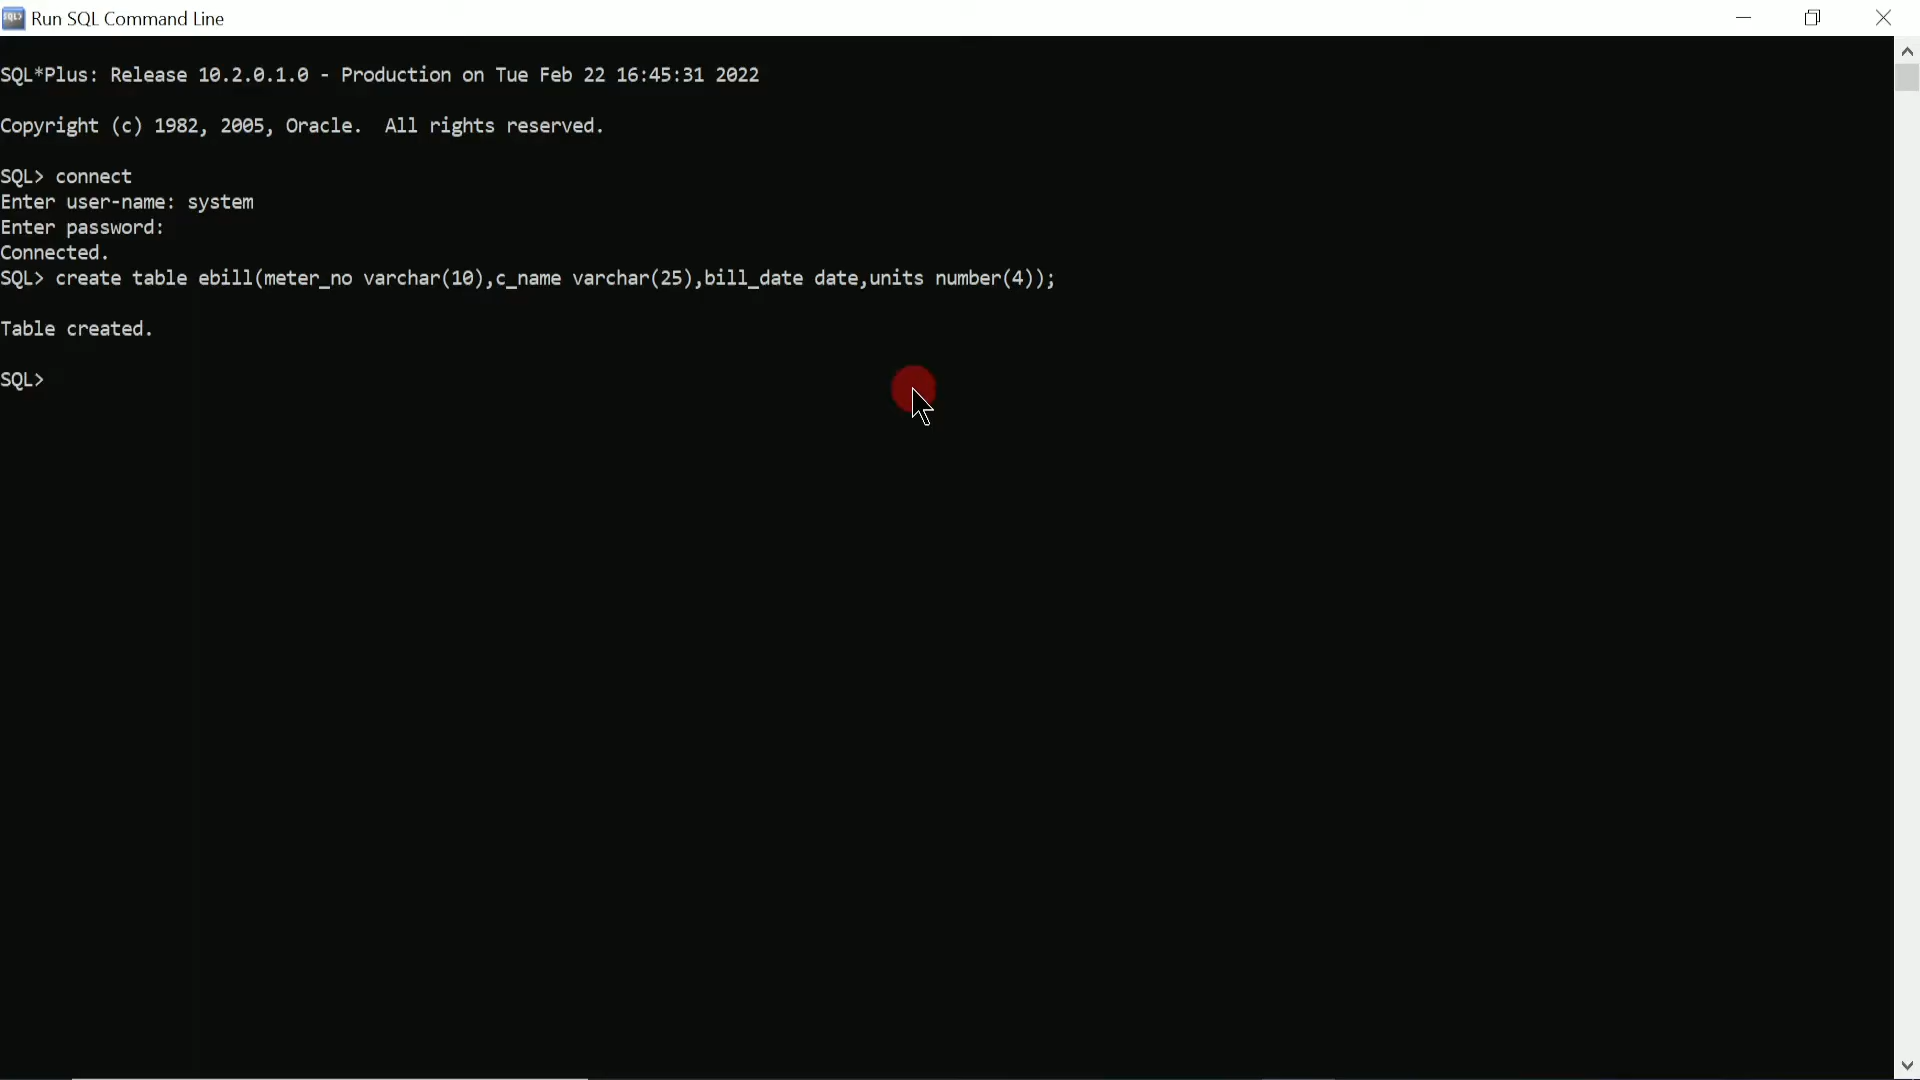 Run SQL Command Line
SQL*Plus: Release 10.2.0.1.0 - Production on Tue Feb 22 16:45:31 2022
Copyright (c) 1982, 2005, Oracle.  All rights reserved.
SQL> connect
Enter user-name: system
Enter password:
Connected.
SQL> create table ebill(meter_no varchar(10),c_name varchar(25),bill_date date,units number(4));
Table created.
SQL>